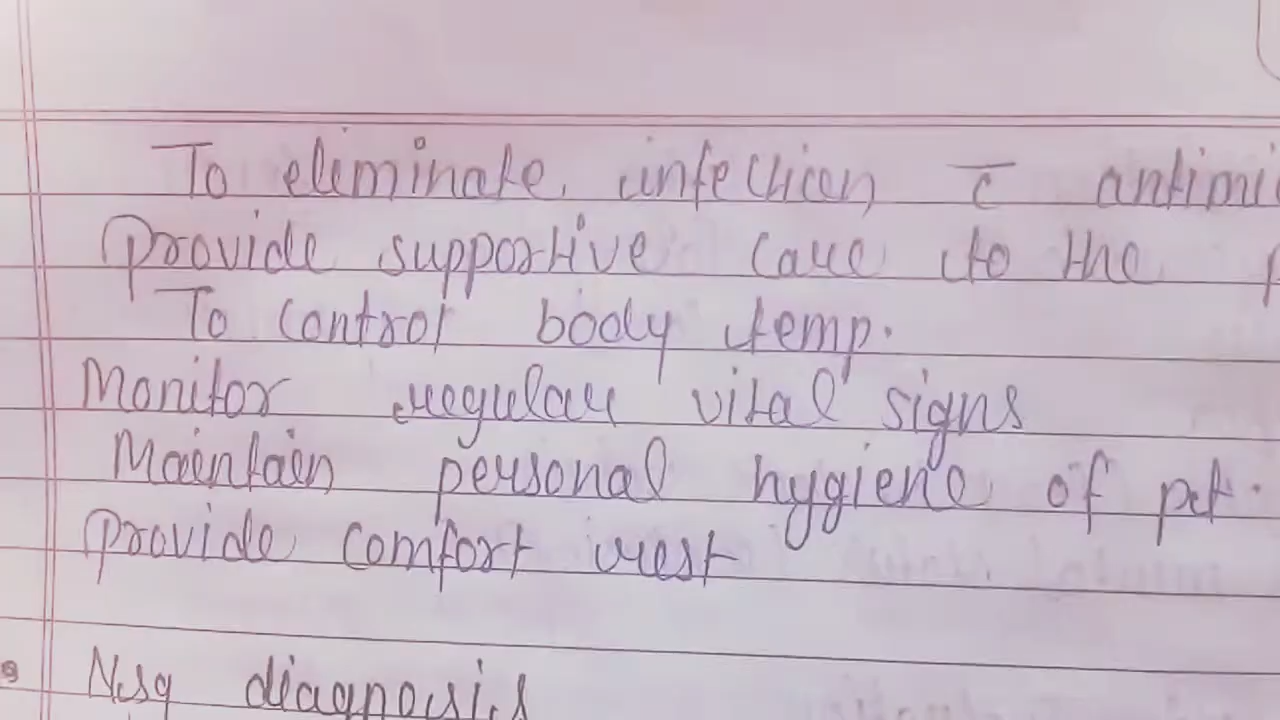 To eliminate infection c̅ antimi
Provide supportive care to the p
To control body temp.
Monitor regular vital signs
Maintain personal hygiene of pt.
Provide comfort rest
Nsg diagnosis